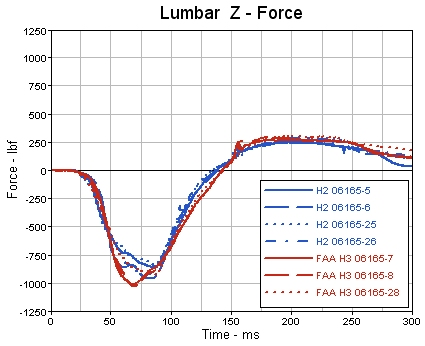 Lumbar Z - Force
1250
1000
750
500
250
0
-250
-500
-750
-1000
-1250
Force - lbf
H2 06165-5
H2 06165-6
H2 06165-25
H2 06165-26
FAA H3 06165-7
FAA H3 06165-8
FAA H3 06165-28
0 50 100 150 200 250 300
Time - ms